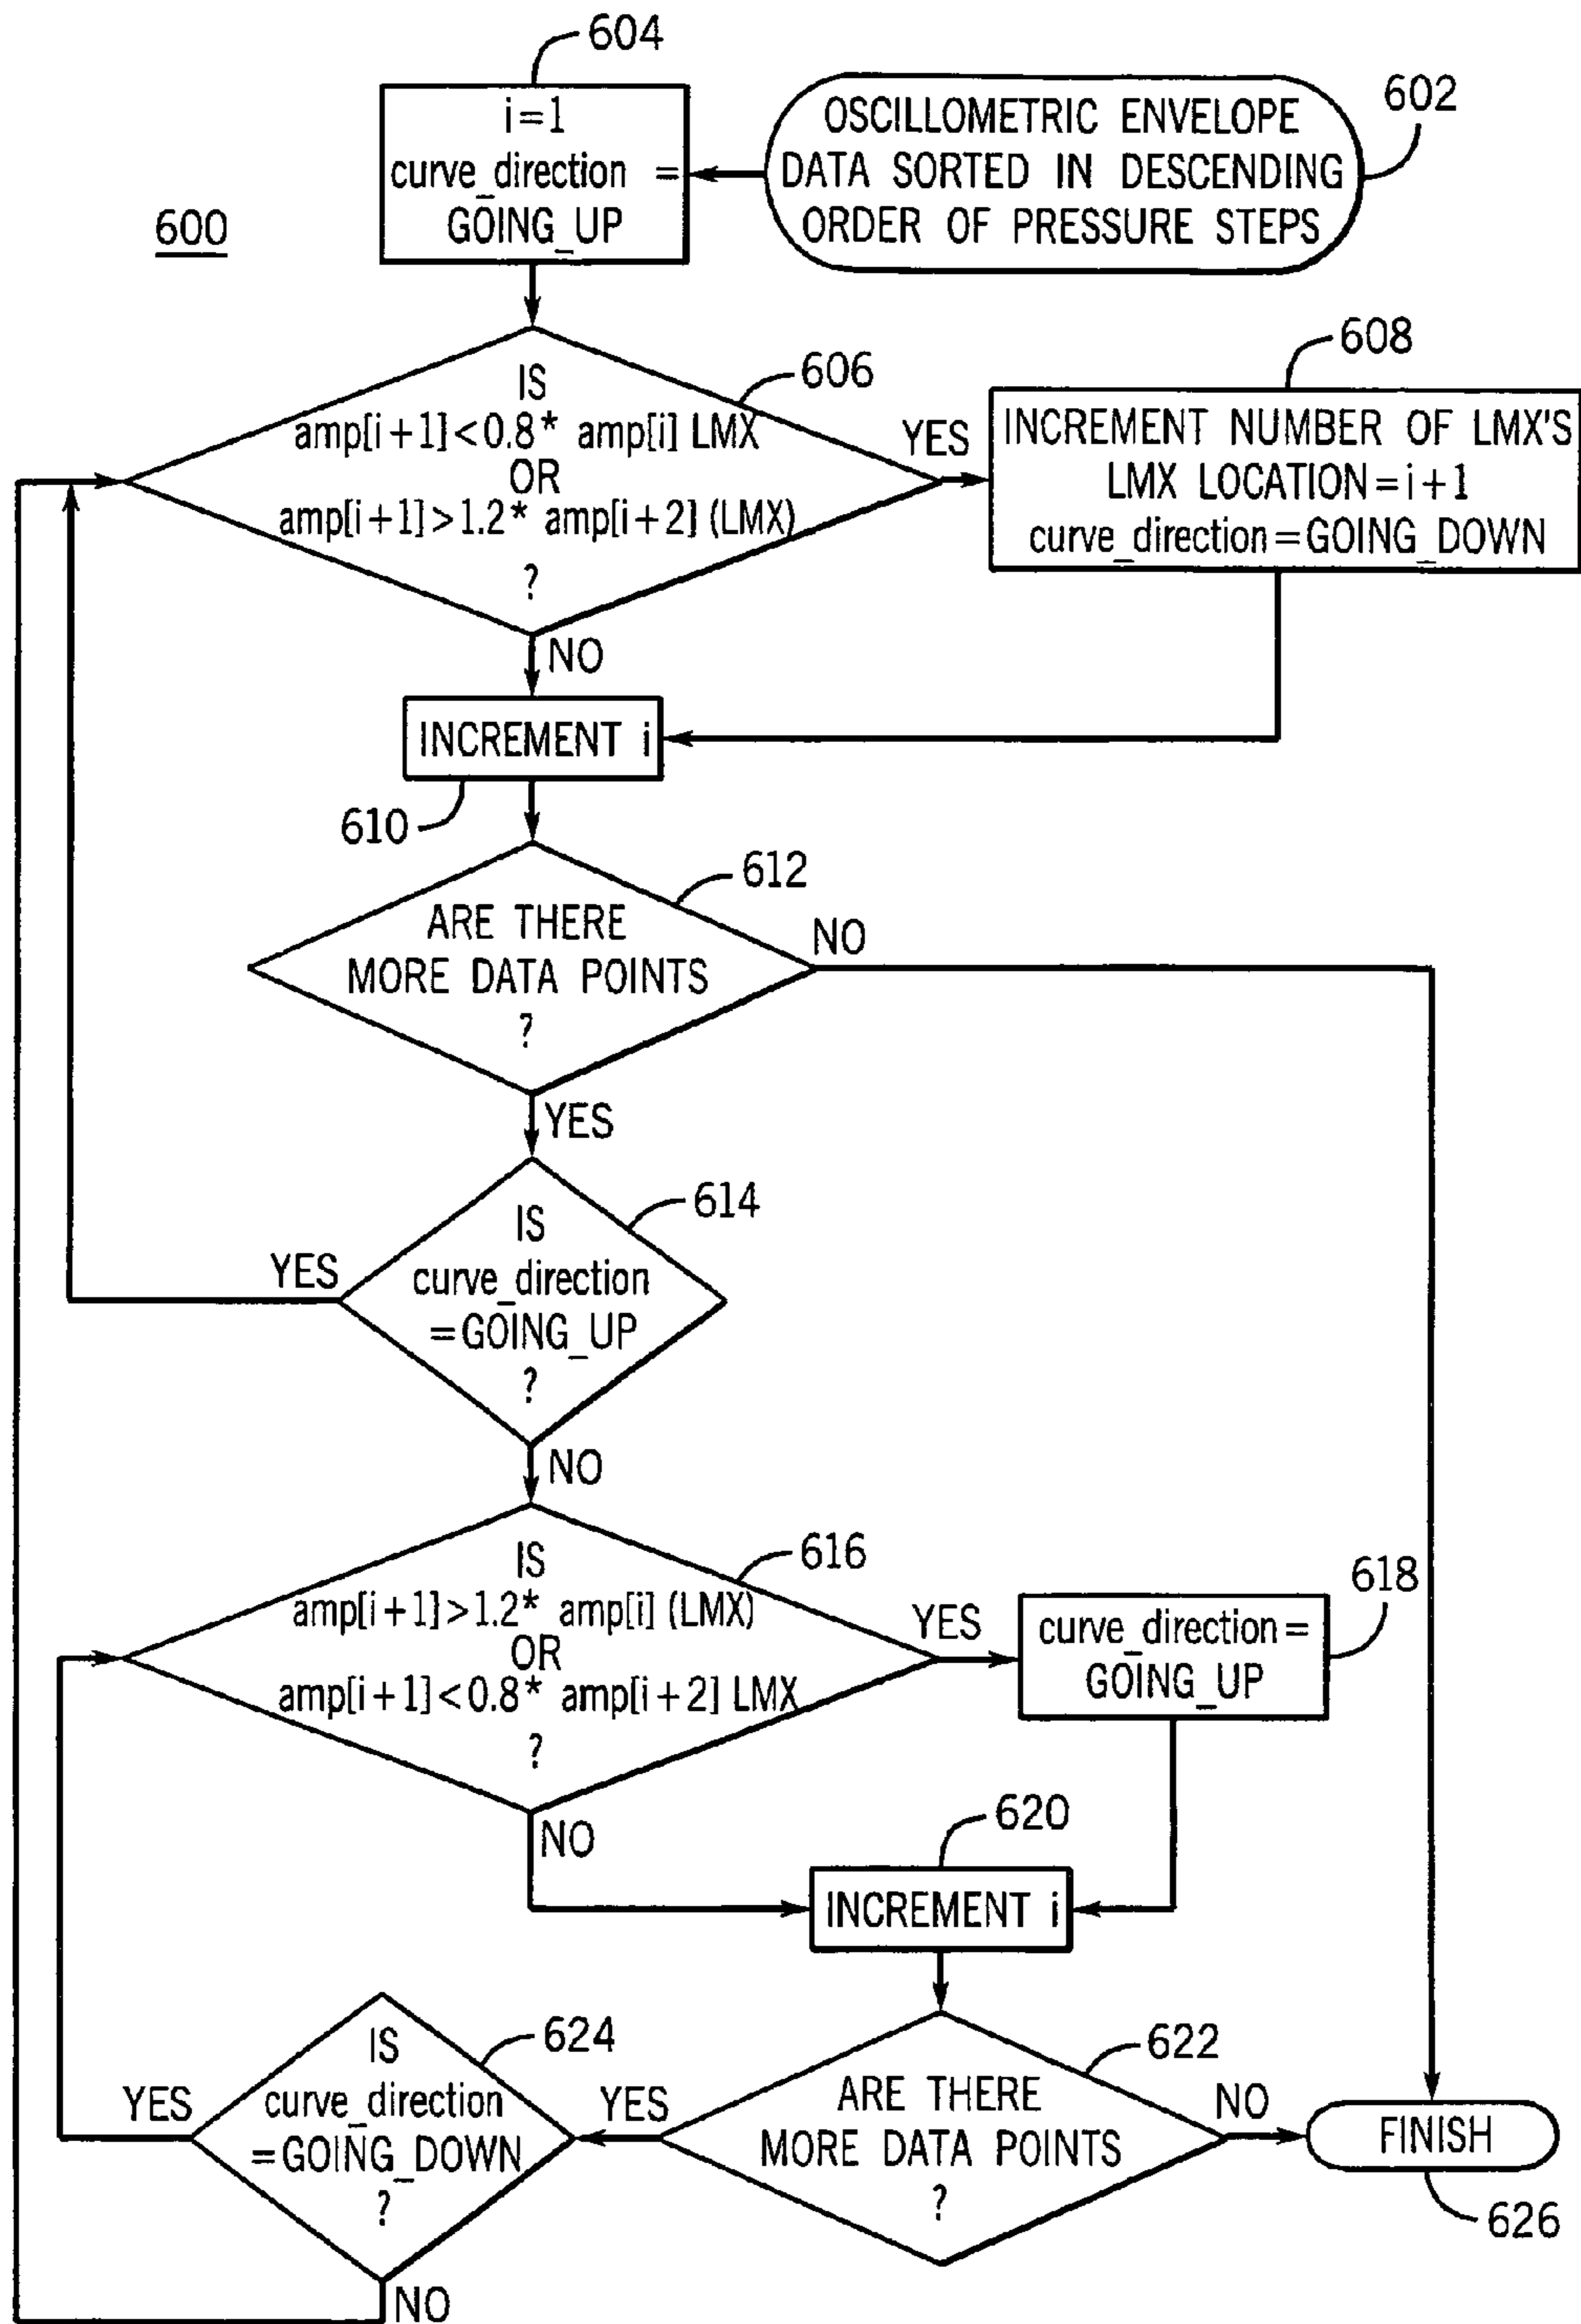 604
i=1
curve_direction =
GOING_UP
OSCILLOMETRIC ENVELOPE
DATA SORTED IN DESCENDING
ORDER OF PRESSURE STEPS
602
600
IS
amp[i+1]<0.8* amp[i] LMX
OR
amp[i+1]>1.2* amp[i+2] (LMX)
?
606
YES
608
INCREMENT NUMBER OF LMX'S
LMX LOCATION=i+1
curve_direction=GOING_DOWN
NO
INCREMENT i
610
612
ARE THERE
MORE DATA POINTS
?
NO
YES
614
IS
curve_direction
=GOING_UP
?
YES
NO
616
IS
amp[i+1]>1.2* amp[i] (LMX)
OR
amp[i+1]<0.8* amp[i+2] LMX
?
YES
618
curve_direction=
GOING_UP
NO
620
INCREMENT i
622
ARE THERE
MORE DATA POINTS
?
YES
NO
624
IS
curve_direction
=GOING_DOWN
?
YES
NO
FINISH
626